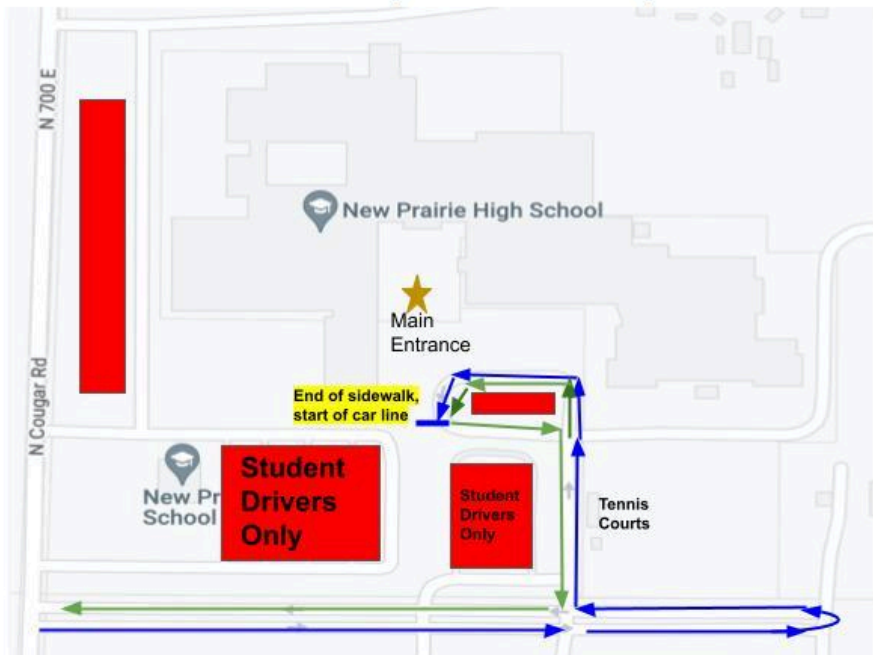 N 700 E
New Prairie High School
Main
Entrance
End of sidewalk,
start of car line
N Cougar Rd
New Pr
School
Student
Drivers
Only
Student
Drivers
Only
Tennis
Courts